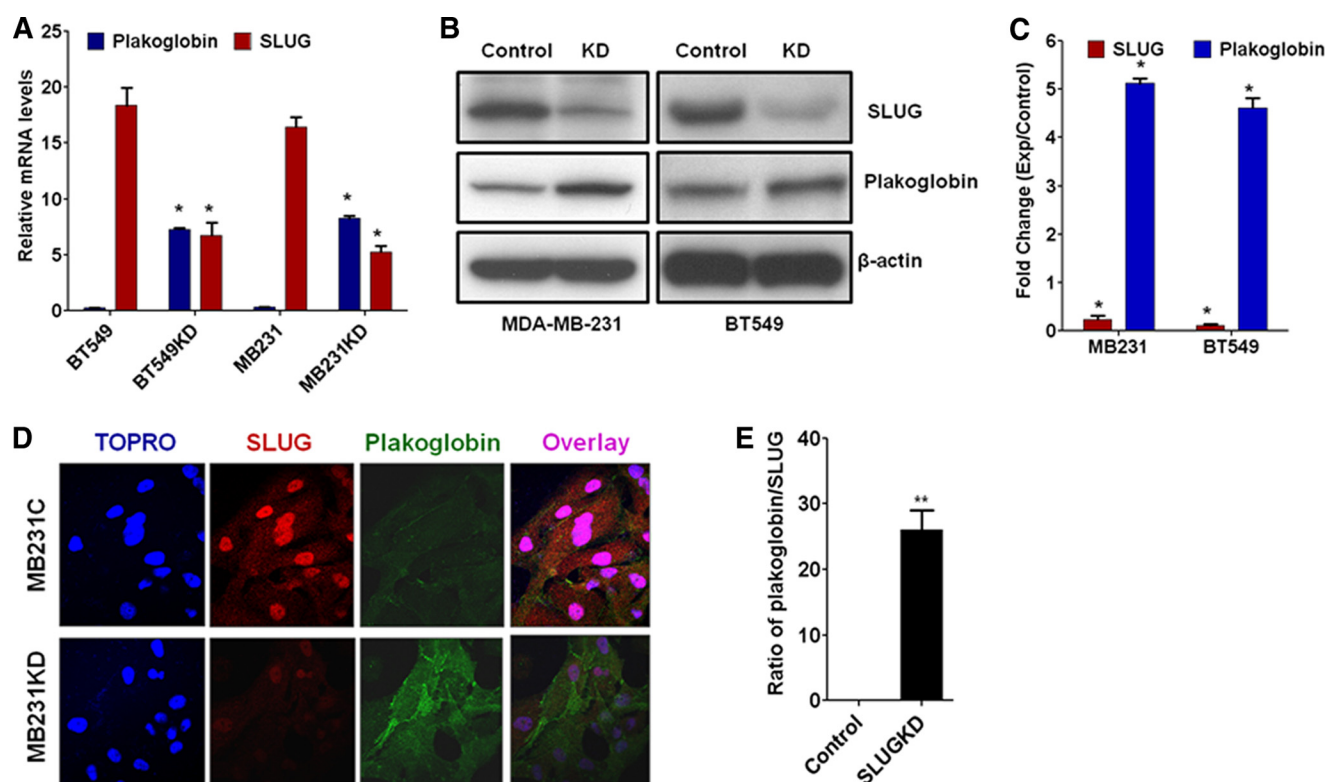 A
Relative mRNA levels
25
20
15
10
5
0
Plakoglobin
SLUG
*
*
*
*
BT549
BT549KD
MB231
MB231KD
B
Control KD
Control KD
SLUG
Plakoglobin
β-actin
MDA-MB-231
BT549
C
Fold Change (Exp/Control)
6
5
4
3
2
1
0
SLUG
Plakoglobin
*
*
*
*
MB231
BT549
D
TOPRO
SLUG
Plakoglobin
Overlay
MB231C
MB231KD
E
Ratio of plakoglobin/SLUG
40
30
20
10
0
**
Control
SLUGKD